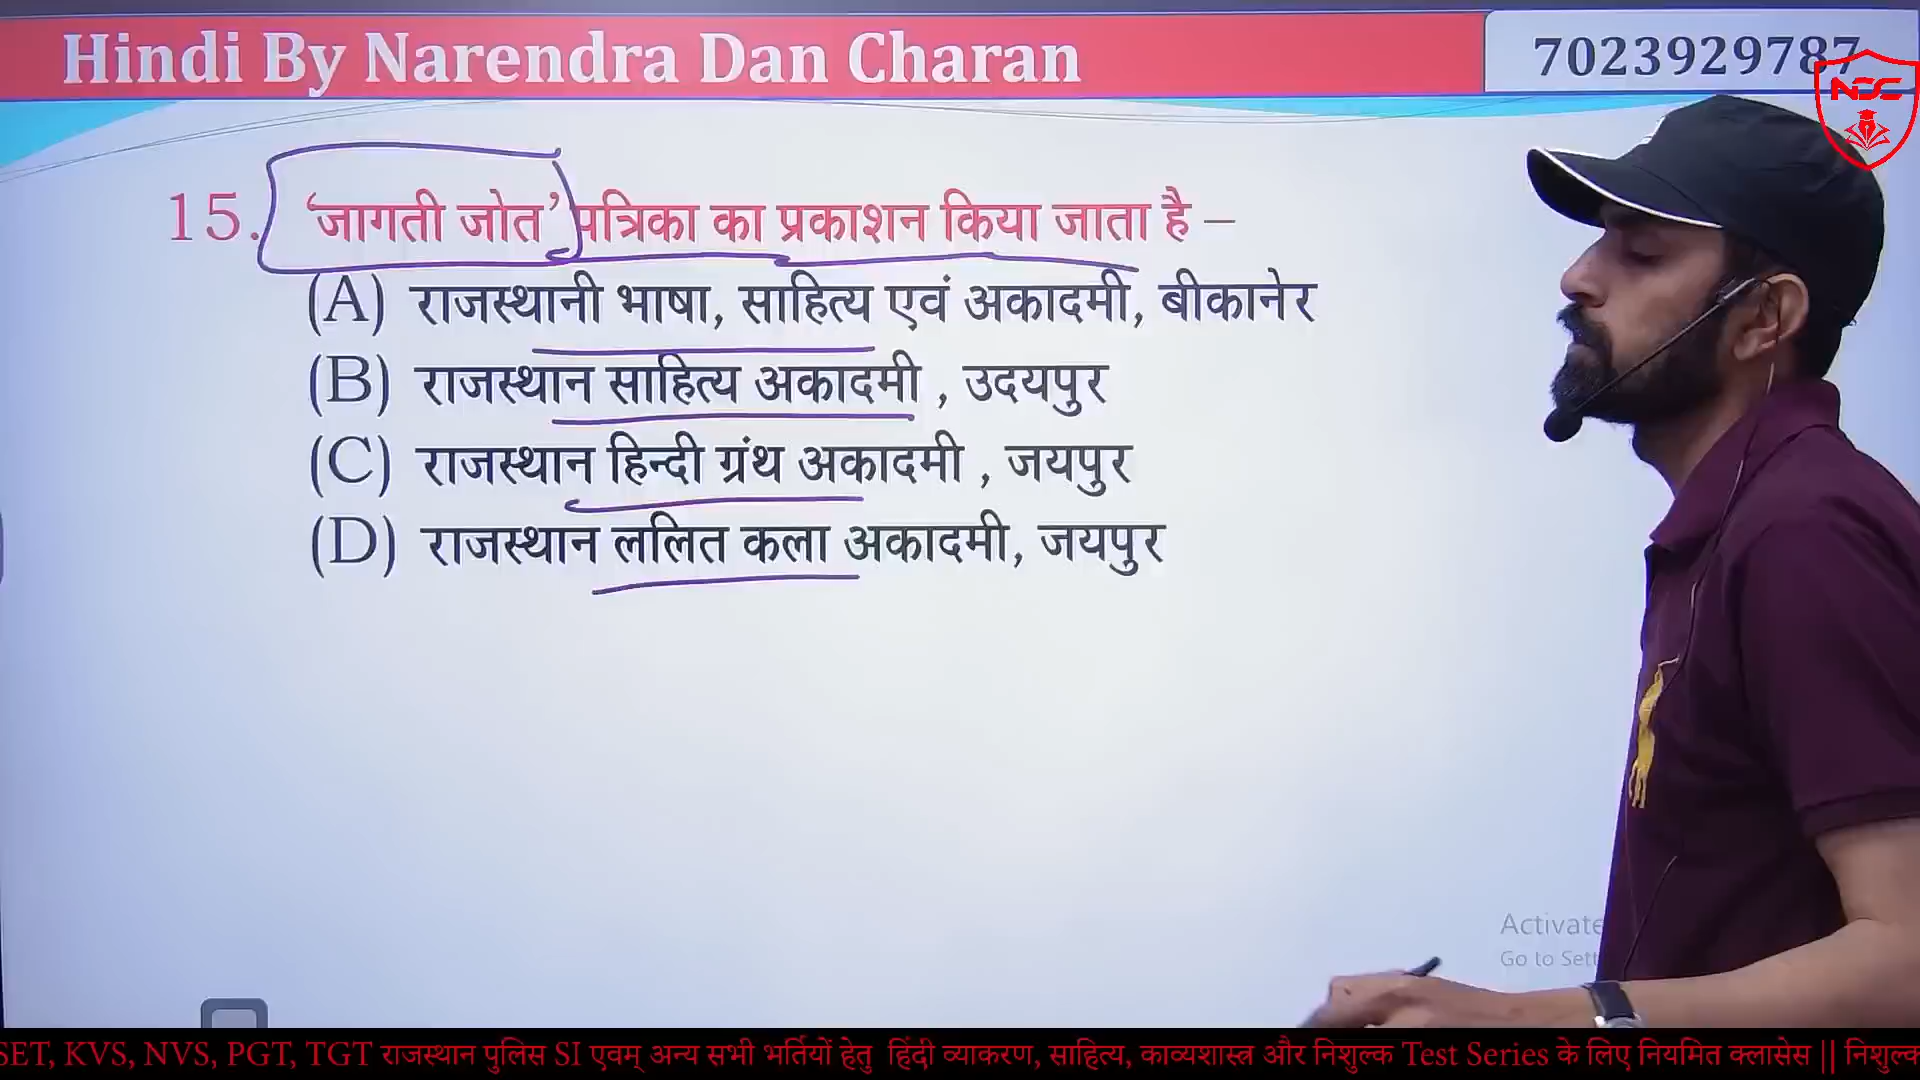 Hindi By Narendra Dan Charan
7023929787
NDC
15. ‘जागती जोत’ पत्रिका का प्रकाशन किया जाता है –
(A) राजस्थानी भाषा, साहित्य एवं अकादमी, बीकानेर
(B) राजस्थान साहित्य अकादमी , उदयपुर
(C) राजस्थान हिन्दी ग्रंथ अकादमी , जयपुर
(D) राजस्थान ललित कला अकादमी, जयपुर
Activate
Go to Sett
SET, KVS, NVS, PGT, TGT राजस्थान पुलिस SI एवम् अन्य सभी भर्तियों हेतु हिंदी व्याकरण, साहित्य, काव्यशास्त्र और निशुल्क Test Series के लिए नियमित क्लासेस || निशुल्क